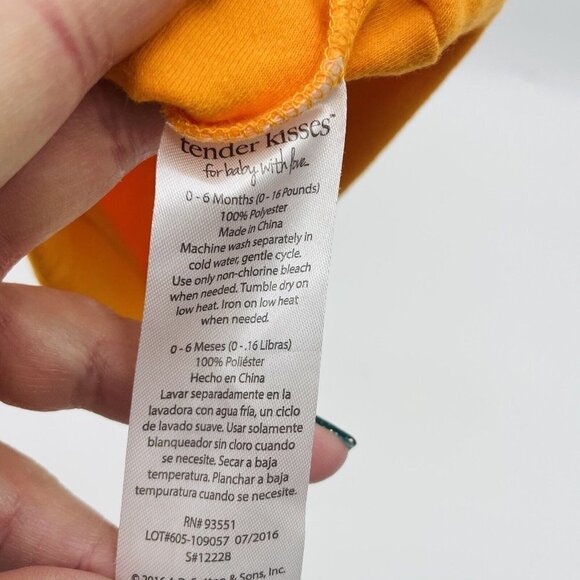 tender kisses™
for baby with love...
0 - 6 Months (0 - 16 Pounds)
100% Polyester
Made in China
Machine wash separately in
cold water, gentle cycle.
Use only non-chlorine bleach
when needed. Tumble dry on
low heat. Iron on low heat
when needed.
0 - 6 Meses (0 - .16 Libras)
100% Poliéster
Hecho en China
Lavar separadamente en la
lavadora con agua fría, un ciclo
de lavado suave. Usar solamente
blanqueador sin cloro cuando
se necesite. Secar a baja
temperatura. Planchar a baja
tempuratura cuando se necesite.
RN# 93551
LOT#605-109057 07/2016
S#12228
© 2016 & Sons, Inc.